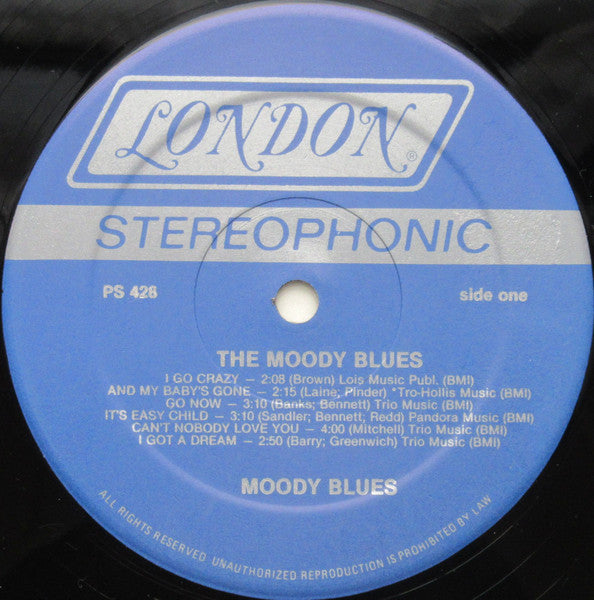 LONDON®
STEREOPHONIC
PS 426
side one
THE MOODY BLUES
I GO CRAZY — 2:08 (Brown) Lois Music Publ. (BMI)
AND MY BABY'S GONE — 2:15 (Laine; Pinder) *Tro-Hollis Music (BMI)
GO NOW — 3:10 (Banks; Bennett) Trio Music (BMI)
IT'S EASY CHILD — 3:10 (Sandler; Bennett, Redd) Pandora Music (BMI)
CAN'T NOBODY LOVE YOU — 4:00 (Mitchell) Trio Music (BMI)
I GOT A DREAM — 2:50 (Barry; Greenwich) Trio Music (BMI)
MOODY BLUES
ALL RIGHTS RESERVED UNAUTHORIZED REPRODUCTION IS PROHIBITED BY LAW